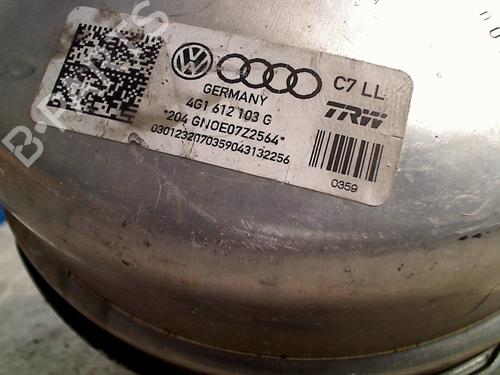 C7 LL
GERMANY
4G1 612 103 G
TRW
*204 GNOE07Z2564*
0301232070359043132256
0359
B-PARTS